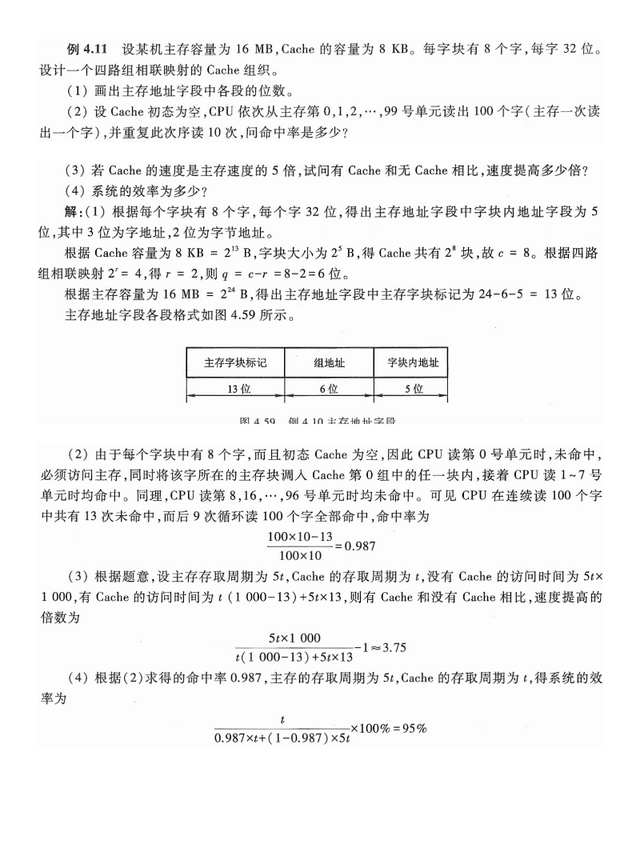 例 4.11 设某机主存容量为 16 MB,Cache 的容量为 8 KB。每字块有 8 个字,每字 32 位。
设计一个四路组相联映射的 Cache 组织。
(1) 画出主存地址字段中各段的位数。
(2) 设 Cache 初态为空,CPU 依次从主存第 0,1,2,…,99 号单元读出 100 个字(主存一次读
出一个字),并重复此次序读 10 次,问命中率是多少?
(3) 若 Cache 的速度是主存速度的 5 倍,试问有 Cache 和无 Cache 相比,速度提高多少倍?
(4) 系统的效率为多少?
解:(1) 根据每个字块有 8 个字,每个字 32 位,得出主存地址字段中字块内地址字段为 5
位,其中 3 位为字地址,2 位为字节地址。
根据 Cache 容量为 8 KB = 2¹³ B,字块大小为 2⁵ B,得 Cache 共有 2⁸ 块,故 c = 8。根据四路
组相联映射 2ʳ = 4,得 r = 2,则 q = c-r =8-2=6 位。
根据主存容量为 16 MB = 2²⁴ B,得出主存地址字段中主存字块标记为 24-6-5 = 13 位。
主存地址字段各段格式如图 4.59 所示。
主存字块标记 组地址 字块内地址
13 位 6 位 5 位
图 4.59 例 4.10 主存地址字段
(2) 由于每个字块中有 8 个字,而且初态 Cache 为空,因此 CPU 读第 0 号单元时,未命中,
必须访问主存,同时将该字所在的主存块调入 Cache 第 0 组中的任一块内,接着 CPU 读 1~7 号
单元时均命中。同理,CPU 读第 8,16,…,96 号单元时均未命中。可见 CPU 在连续读 100 个字
中共有 13 次未命中,而后 9 次循环读 100 个字全部命中,命中率为
100×10-13
100×10
=0.987
(3) 根据题意,设主存存取周期为 5t,Cache 的存取周期为 t,没有 Cache 的访问时间为 5t×
1 000,有 Cache 的访问时间为 t (1 000-13)+5t×13,则有 Cache 和没有 Cache 相比,速度提高的
倍数为
5t×1 000
t(1 000-13)+5t×13
-1≈3.75
(4) 根据(2)求得的命中率 0.987,主存的存取周期为 5t,Cache 的存取周期为 t,得系统的效
率为
t
0.987×t+(1-0.987)×5t
×100%=95%